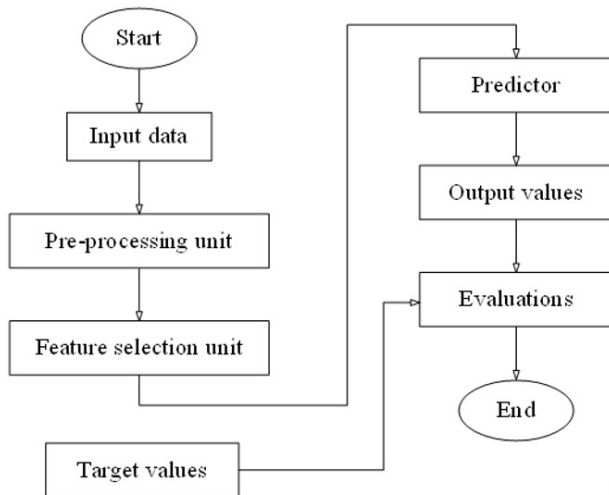 Start
Input data
Pre-processing unit
Feature selection unit
Target values
Predictor
Output values
Evaluations
End